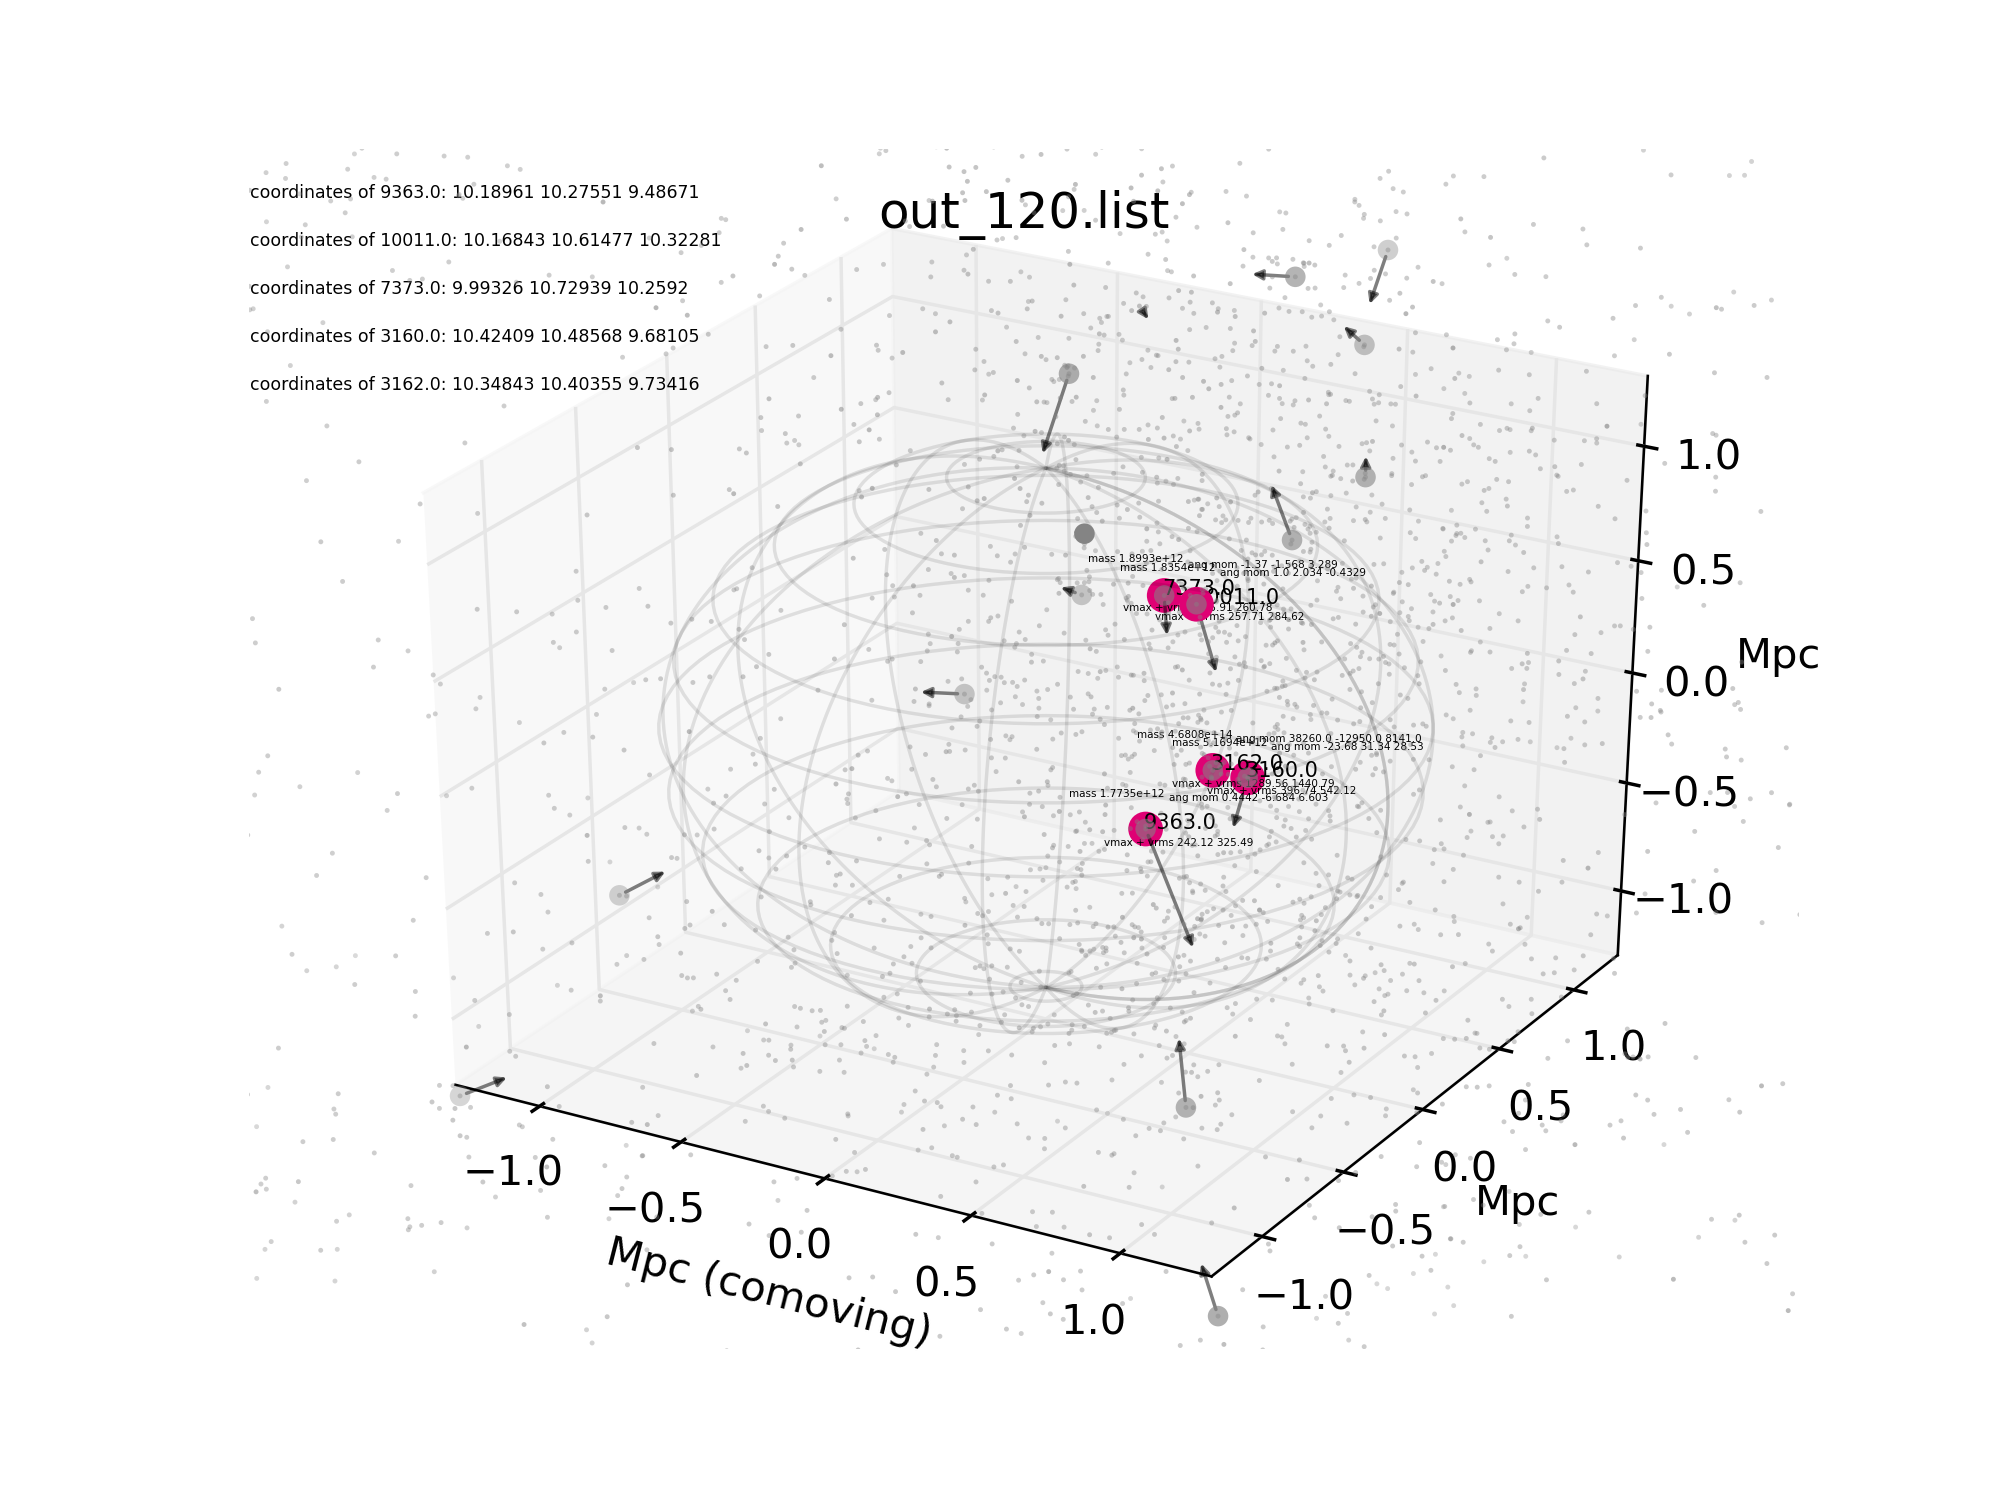 out_120.list
coordinates of 9363.0: 10.18961 10.27551 9.48671
coordinates of 10011.0: 10.16843 10.61477 10.32281
coordinates of 7373.0: 9.99326 10.72939 10.2592
coordinates of 3160.0: 10.42409 10.48568 9.68105
coordinates of 3162.0: 10.34843 10.40355 9.73416
mass 1.8993e+12
ang mom -1.37 -1.568 3.289
mass 1.8354e+12
ang mom 1.0 2.034 -0.4329
7373.0
260.78
257.71 284.62
mass 4.6808e+14
ang mom 38260.0 -12950.0 8141.0
mass 5.1694e+12
ang mom -23.68 31.34 28.53
3162.0
3160.0
1440.79
vmax + vrms 396.74 542.12
mass 1.7735e+12
ang mom 0.4442 -6.684 6.603
9363.0
vmax + vrms 242.12 325.49
1.0
0.5
0.0
−0.5
−1.0
Mpc
1.0
0.5
0.0
−0.5
−1.0
Mpc
−1.0
−0.5
0.0
0.5
1.0
Mpc (comoving)